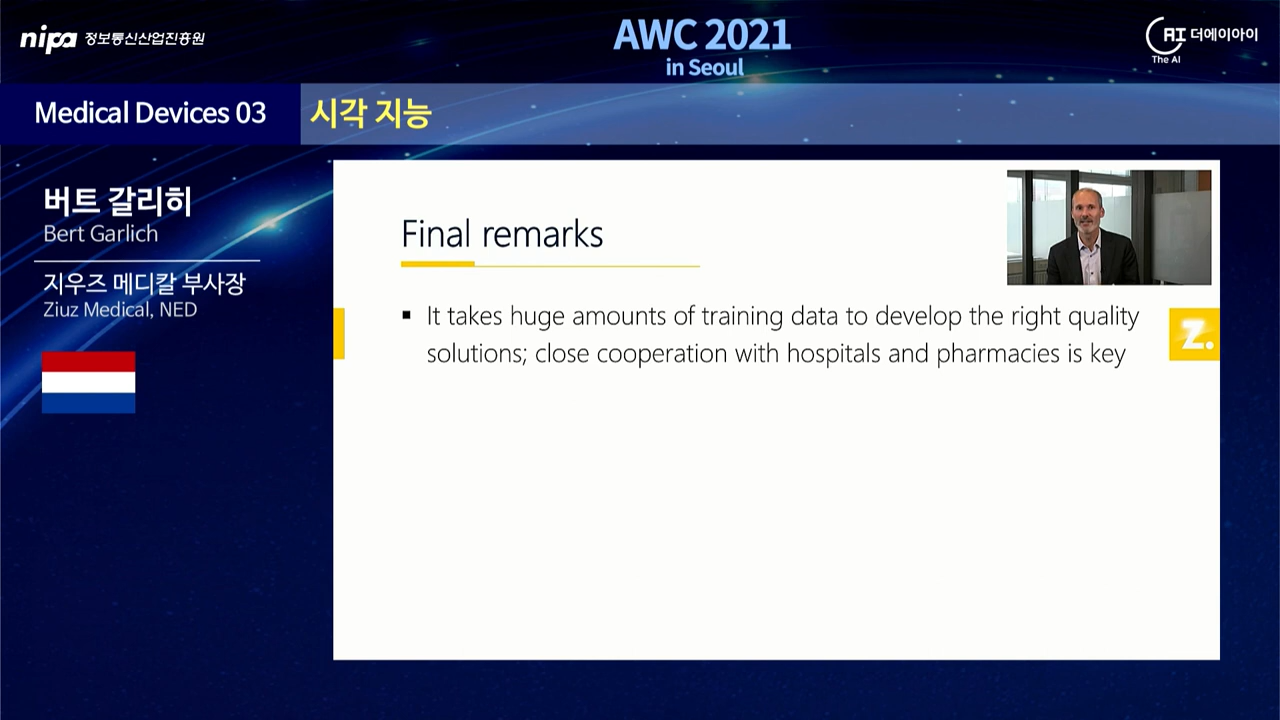 nipa 정보통신산업진흥원
AWC 2021
in Seoul
AI 더에이아이
The AI
Medical Devices 03
시각 지능
버트 갈리히
Bert Garlich
지우즈 메디칼 부사장
Ziuz Medical, NED
Final remarks
▪ It takes huge amounts of training data to develop the right quality
solutions; close cooperation with hospitals and pharmacies is key
Z.